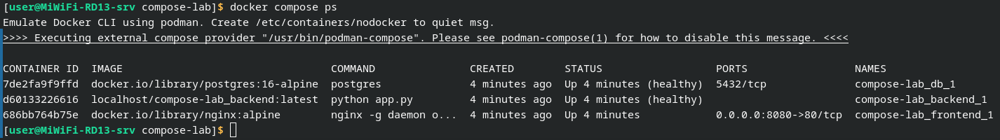 [user@MiWiFi-RD13-srv compose-lab]$ docker compose ps
Emulate Docker CLI using podman. Create /etc/containers/nodocker to quiet msg.
>>>> Executing external compose provider "/usr/bin/podman-compose". Please see podman-compose(1) for how to disable this message. <<<<

CONTAINER ID  IMAGE                                 COMMAND               CREATED        STATUS                  PORTS                 NAMES
7de2fa9f9ffd  docker.io/library/postgres:16-alpine  postgres              4 minutes ago  Up 4 minutes (healthy)  5432/tcp              compose-lab_db_1
d60133226616  localhost/compose-lab_backend:latest  python app.py         4 minutes ago  Up 4 minutes (healthy)                        compose-lab_backend_1
686bb764b75e  docker.io/library/nginx:alpine        nginx -g daemon o...  4 minutes ago  Up 4 minutes            0.0.0.0:8080->80/tcp  compose-lab_frontend_1
[user@MiWiFi-RD13-srv compose-lab]$